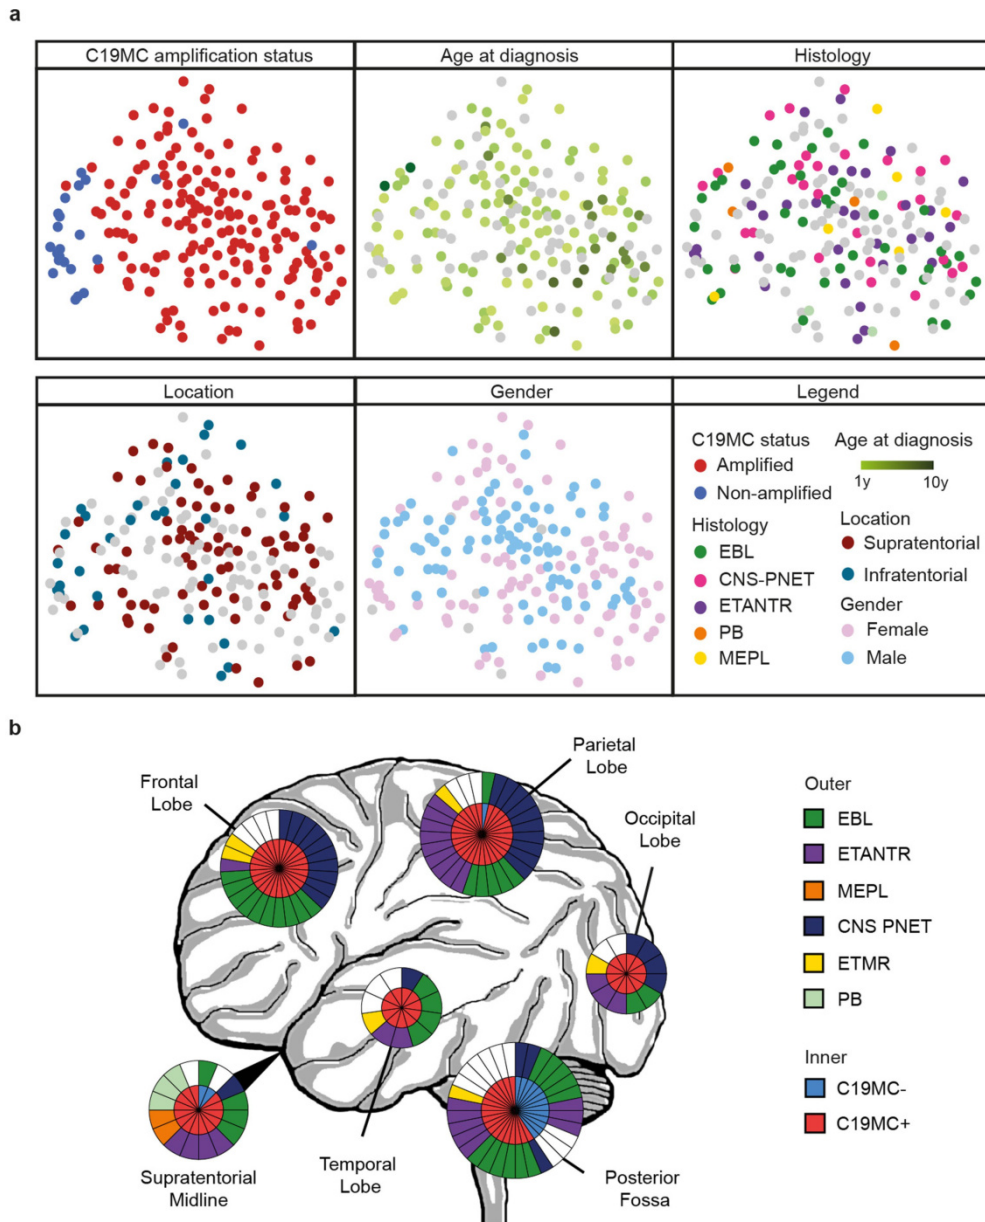 a
C19MC amplification status
Age at diagnosis
Histology
Location
Gender
Legend
C19MC status
Amplified
Non-amplified
Histology
EBL
CNS-PNET
ETANTR
PB
MEPL
Age at diagnosis
1y 10y
Location
Supratentorial
Infratentorial
Gender
Female
Male
b
Frontal
Lobe
Parietal
Lobe
Occipital
Lobe
Supratentorial
Midline
Temporal
Lobe
Posterior
Fossa
Outer
EBL
ETANTR
MEPL
CNS PNET
ETMR
PB
Inner
C19MC-
C19MC+